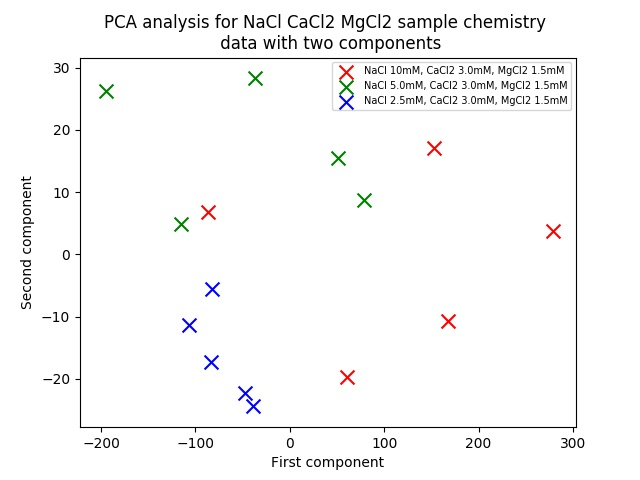 PCA analysis for NaCl CaCl2 MgCl2 sample chemistry
data with two components
NaCl 10mM, CaCl2 3.0mM, MgCl2 1.5mM
NaCl 5.0mM, CaCl2 3.0mM, MgCl2 1.5mM
NaCl 2.5mM, CaCl2 3.0mM, MgCl2 1.5mM
Second component
30
20
10
0
−10
−20
−200
−100
0
100
200
300
First component